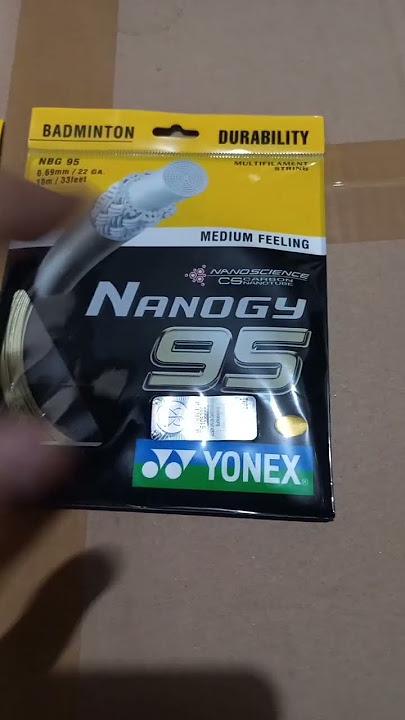 BADMINTON
DURABILITY
NBG 95
0.69mm / 22 GA.
10m / 33feet
MULTIFILAMENT
STRING
MEDIUM FEELING
NANOSCIENCE
CS CARBON
NANOTUBE
NANOGY
95
YONEX